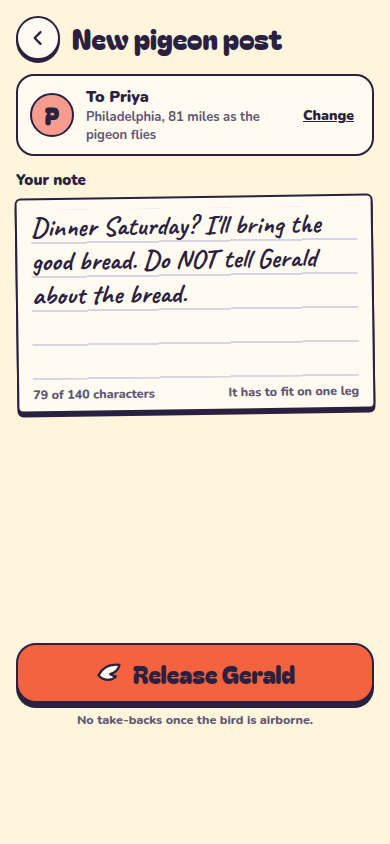 New pigeon post
P
To Priya
Philadelphia, 81 miles as the
pigeon flies
Change
Your note
Dinner Saturday? I'll bring the
good bread. Do NOT tell Gerald
about the bread.
79 of 140 characters
It has to fit on one leg
Release Gerald
No take-backs once the bird is airborne.